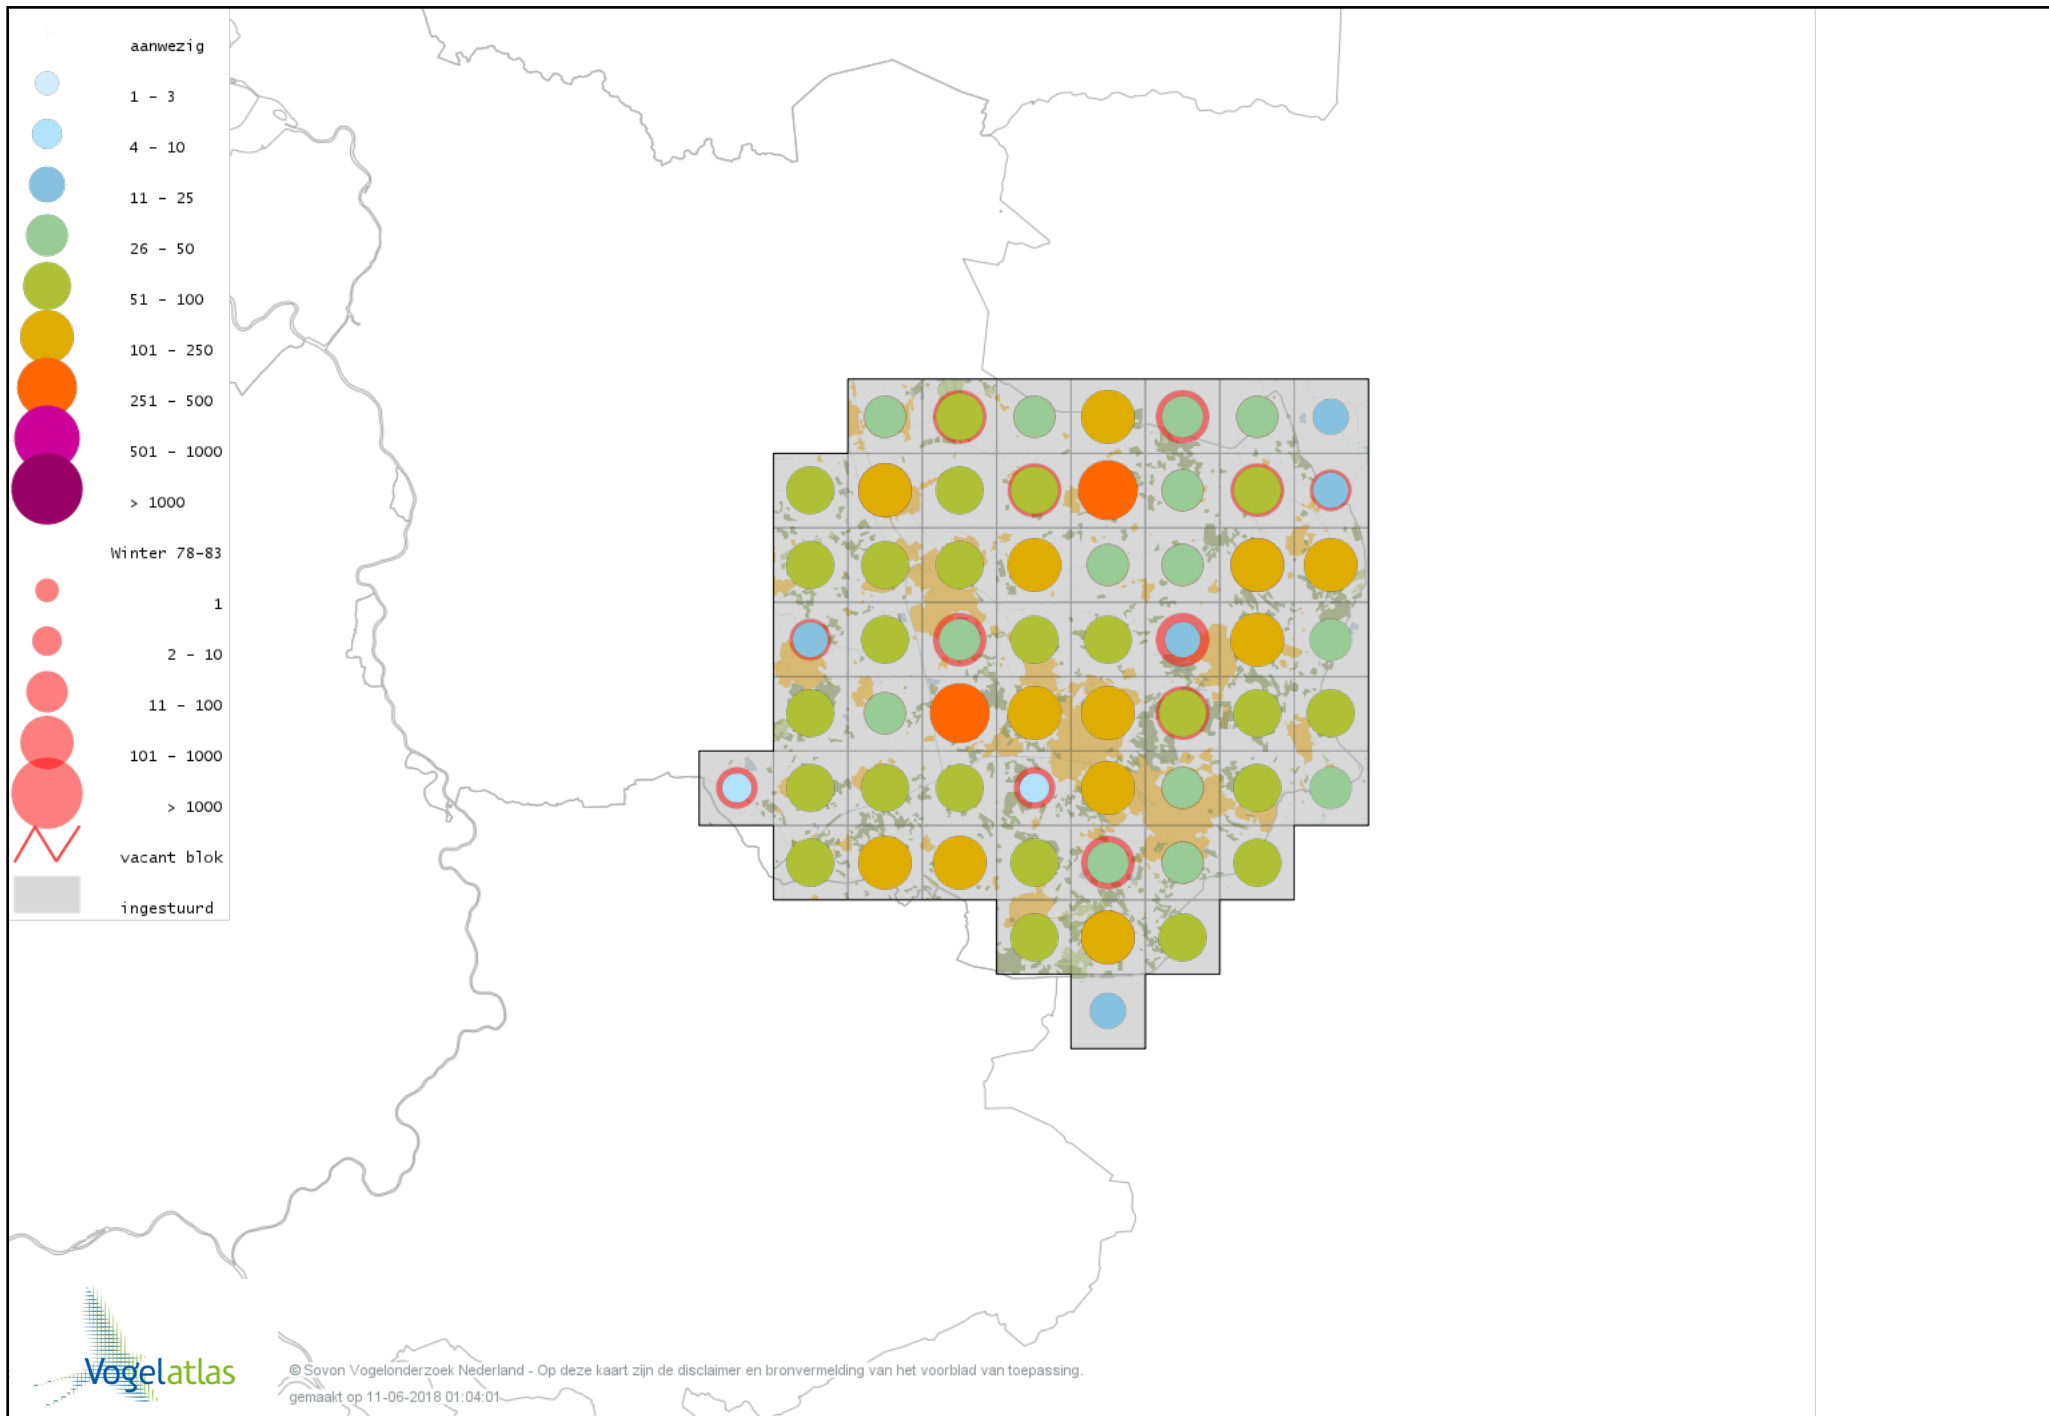 aanwezig
1 - 3
4 - 10
11 - 25
26 - 50
51 - 100
101 - 250
251 - 500
501 - 1000
> 1000
Winter 78-83
1
2 - 10
11 - 100
101 - 1000
> 1000
vacant blok
ingestuurd
Vogelatlas
© Sovon Vogelonderzoek Nederland - Op deze kaart zijn de disclaimer en bronvermelding van het voorblad van toepassing.
gemaakt op 11-06-2018 01:04:01